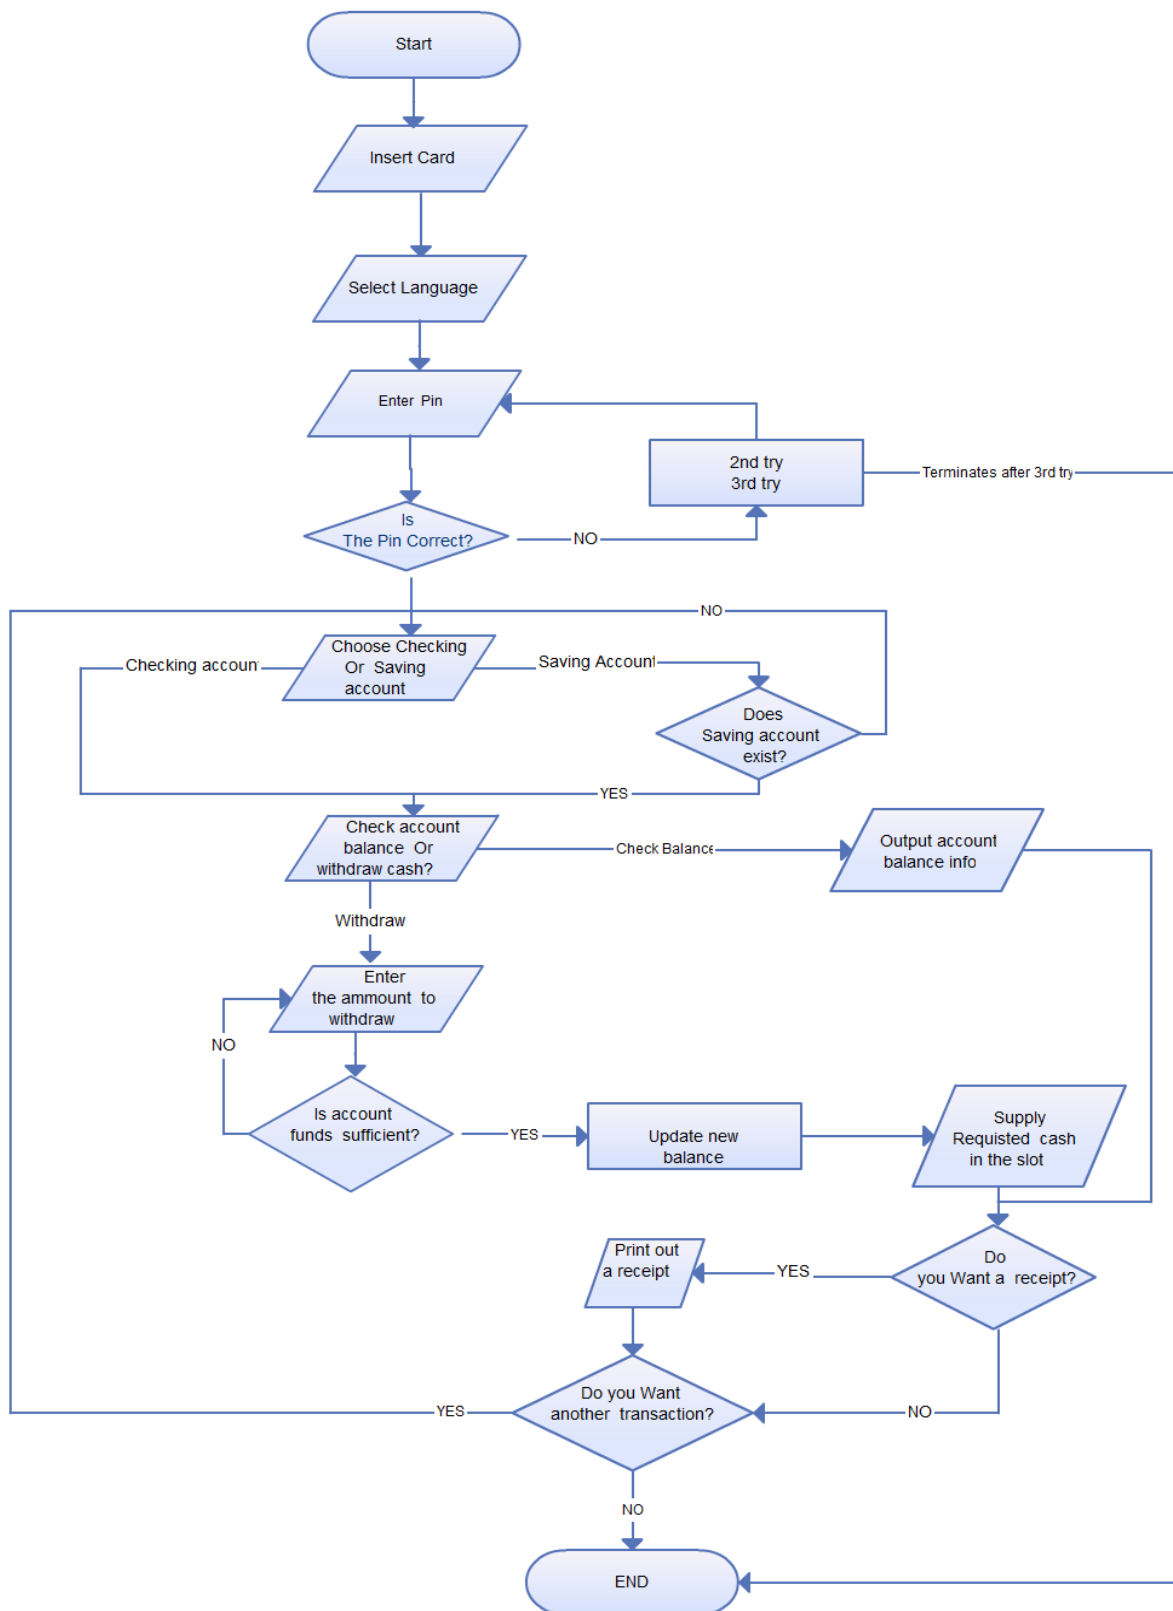 Start
Insert Card
Select Language
Enter Pin
2nd try
3rd try
Terminates after 3rd try
Is
The Pin Correct?
NO
NO
Choose Checking
Or Saving
account
Checking account
Saving Account
Does
Saving account
exist?
YES
Check account
balance Or
withdraw cash?
Check Balance
Output account
balance info
Withdraw
Enter
the ammount to
withdraw
NO
Is account
funds sufficient?
YES
Update new
balance
Supply
Requisted cash
in the slot
Do
you Want a receipt?
YES
Print out
a receipt
NO
Do you Want
another transaction?
YES
NO
END